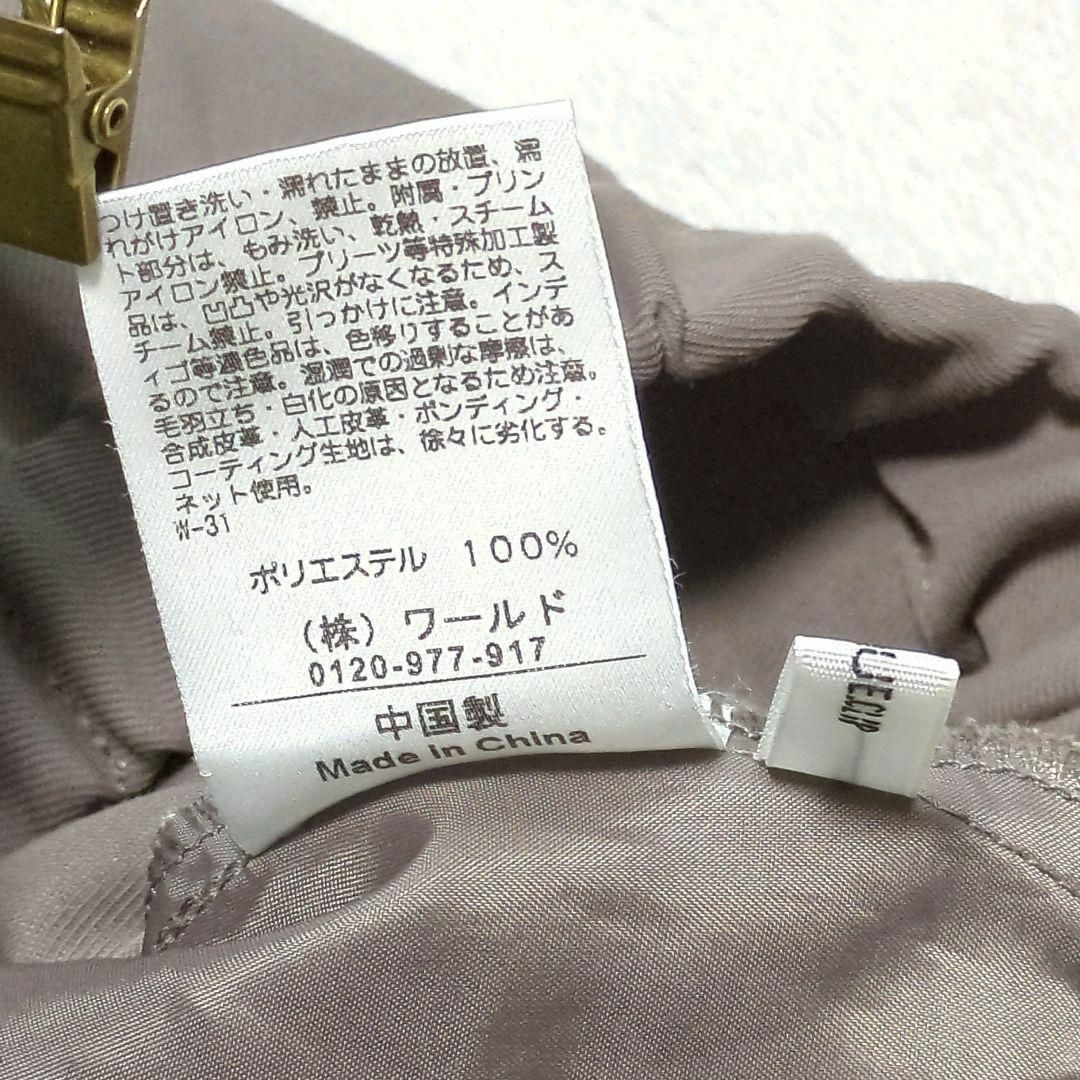 つけ置き洗い・濡れたままの放置、濡
れがけアイロン、禁止。附属・プリン
ト部分は、もみ洗い、乾熱・スチーム
アイロン禁止。プリーツ等特殊加工製
品は、凹凸や光沢がなくなるため、ス
チーム禁止。引っかけに注意。インデ
ィゴ等濃色品は、色移りすることがあ
るので注意。湿潤での過剰な摩擦は、
毛羽立ち・白化の原因となるため注意。
合成皮革・人工皮革・ボンディング・
コーティング生地は、徐々に劣化する。
ネット使用。
W-31
ポリエステル 100%
(株) ワールド
0120-977-917
中国製
Made in China